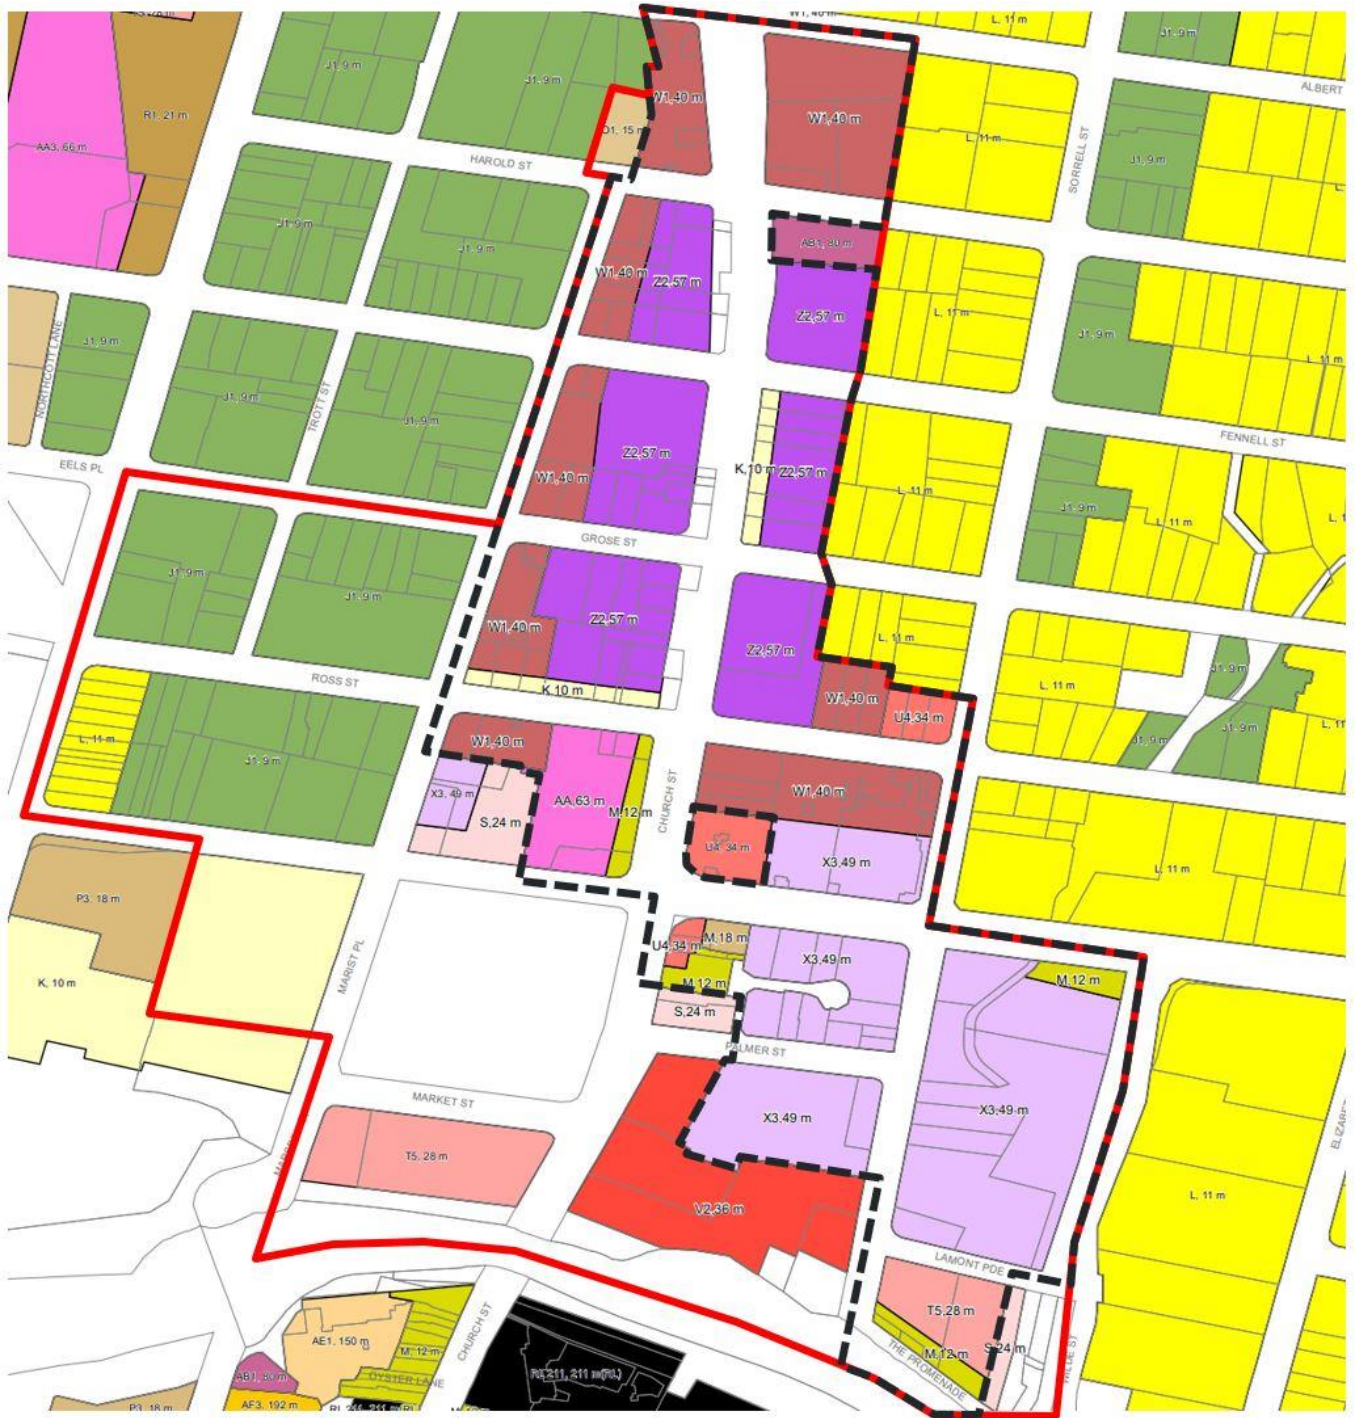 W1, 40 m
L, 11 m
J1, 9 m
ALBERT
J1, 9 m
J1, 9 m
R1, 21 m
AA3, 66 m
W1,40 m
W1,40 m
O1, 15 m
L, 11 m
SORRELL ST
J1, 9 m
HAROLD ST
J1, 9 m
J1, 9 m
AB1, 80 m
W1,40 m
Z2,57 m
Z2,57 m
L, 11 m
J1, 9 m
L, 11 m
NORTHCOTT LANE
J1, 9 m
J1, 9 m
TROTT ST
J1, 9 m
EELS PL
W1,40 m
Z2,57 m
K,10 m
Z2,57 m
L, 11 m
FENNELL ST
J1, 9 m
L, 11 m
GROSE ST
J1, 9 m
J1, 9 m
W1,40 m
Z2,57 m
Z2,57 m
L, 11 m
L, 11 m
J1, 9 m
ROSS ST
K,10 m
W1,40 m
U4,34 m
J1, 9 m
J1, 9 m
L, 11
L, 11 m
J1, 9 m
W1,40 m
X3, 49 m
S,24 m
AA,63 m
M,12 m
CHURCH ST
W1,40 m
U4, 34 m
X3,49 m
L, 11 m
P3, 18 m
K, 10 m
MARIST PL
U4,34 m
M,18 m
X3,49 m
M,12 m
S,24 m
M,12 m
PALMER ST
MARKET ST
T5, 28 m
X3,49 m
X3,49 m
V2,36 m
L, 11 m
LAMONT PDE
T5,28 m
S,24 m
M,12 m
THE PROMENADE
AE1, 150 m
M, 12 m
CHURCH ST
OYSTER LANE
AB1, 80 m
AF3, 192 m
RL211, 211 m(RL)
P3, 18 m